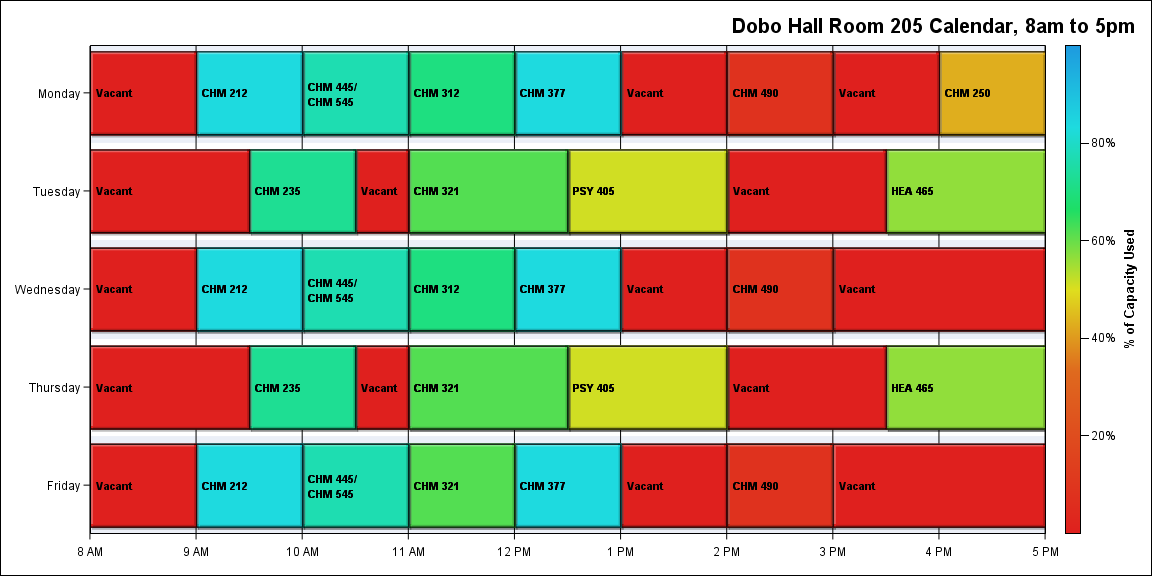 Dobo Hall Room 205 Calendar, 8am to 5pm
Monday
Vacant
CHM 212
CHM 445/
CHM 545
CHM 312
CHM 377
Vacant
CHM 490
Vacant
CHM 250
Tuesday
Vacant
CHM 235
Vacant
CHM 321
PSY 405
Vacant
HEA 465
Wednesday
Vacant
CHM 212
CHM 445/
CHM 545
CHM 312
CHM 377
Vacant
CHM 490
Vacant
Thursday
Vacant
CHM 235
Vacant
CHM 321
PSY 405
Vacant
HEA 465
Friday
Vacant
CHM 212
CHM 445/
CHM 545
CHM 321
CHM 377
Vacant
CHM 490
Vacant
8 AM
9 AM
10 AM
11 AM
12 PM
1 PM
2 PM
3 PM
4 PM
5 PM
80%
60%
40%
20%
% of Capacity Used